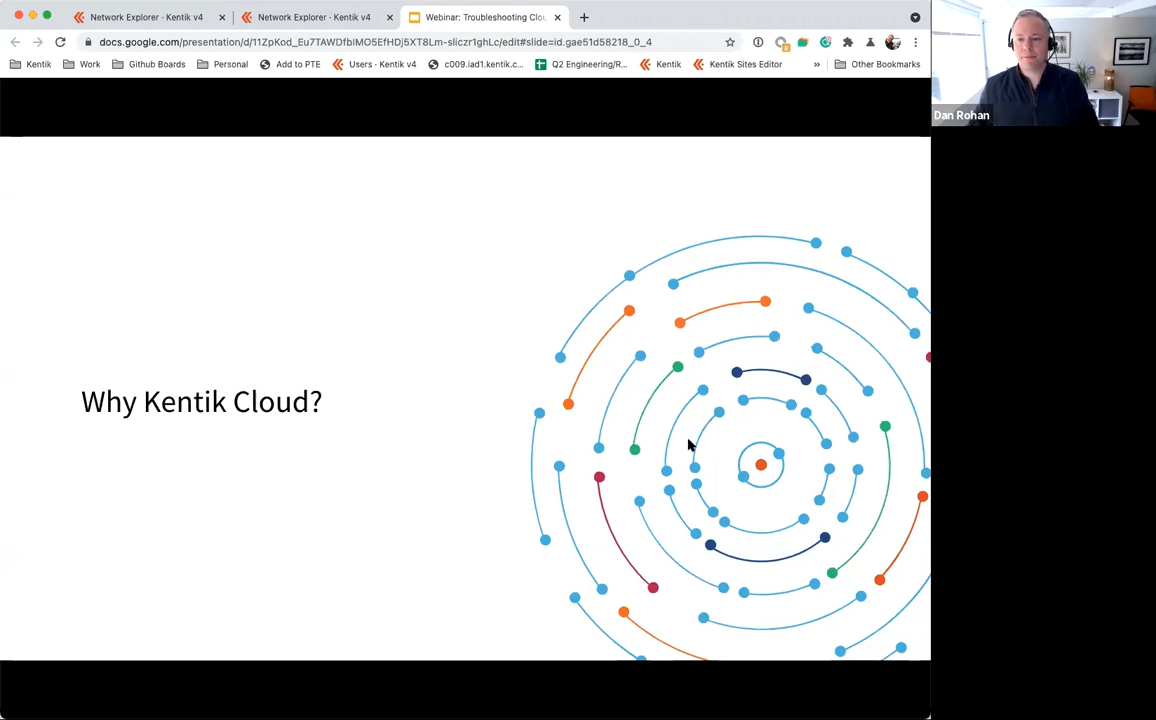 Network Explorer · Kentik v4
Network Explorer · Kentik v4
Webinar: Troubleshooting Clou
docs.google.com/presentation/d/11ZpKod_Eu7TAWDfbIMO5EfHDj5XT8Lm-sliczr1ghLc/edit#slide=id.gae51d58218_0_4
Kentik
Work
Github Boards
Personal
Add to PTE
Users · Kentik v4
c009.iad1.kentik.c...
Q2 Engineering/R...
Kentik
Kentik Sites Editor
»
Other Bookmarks
Dan Rohan
Why Kentik Cloud?